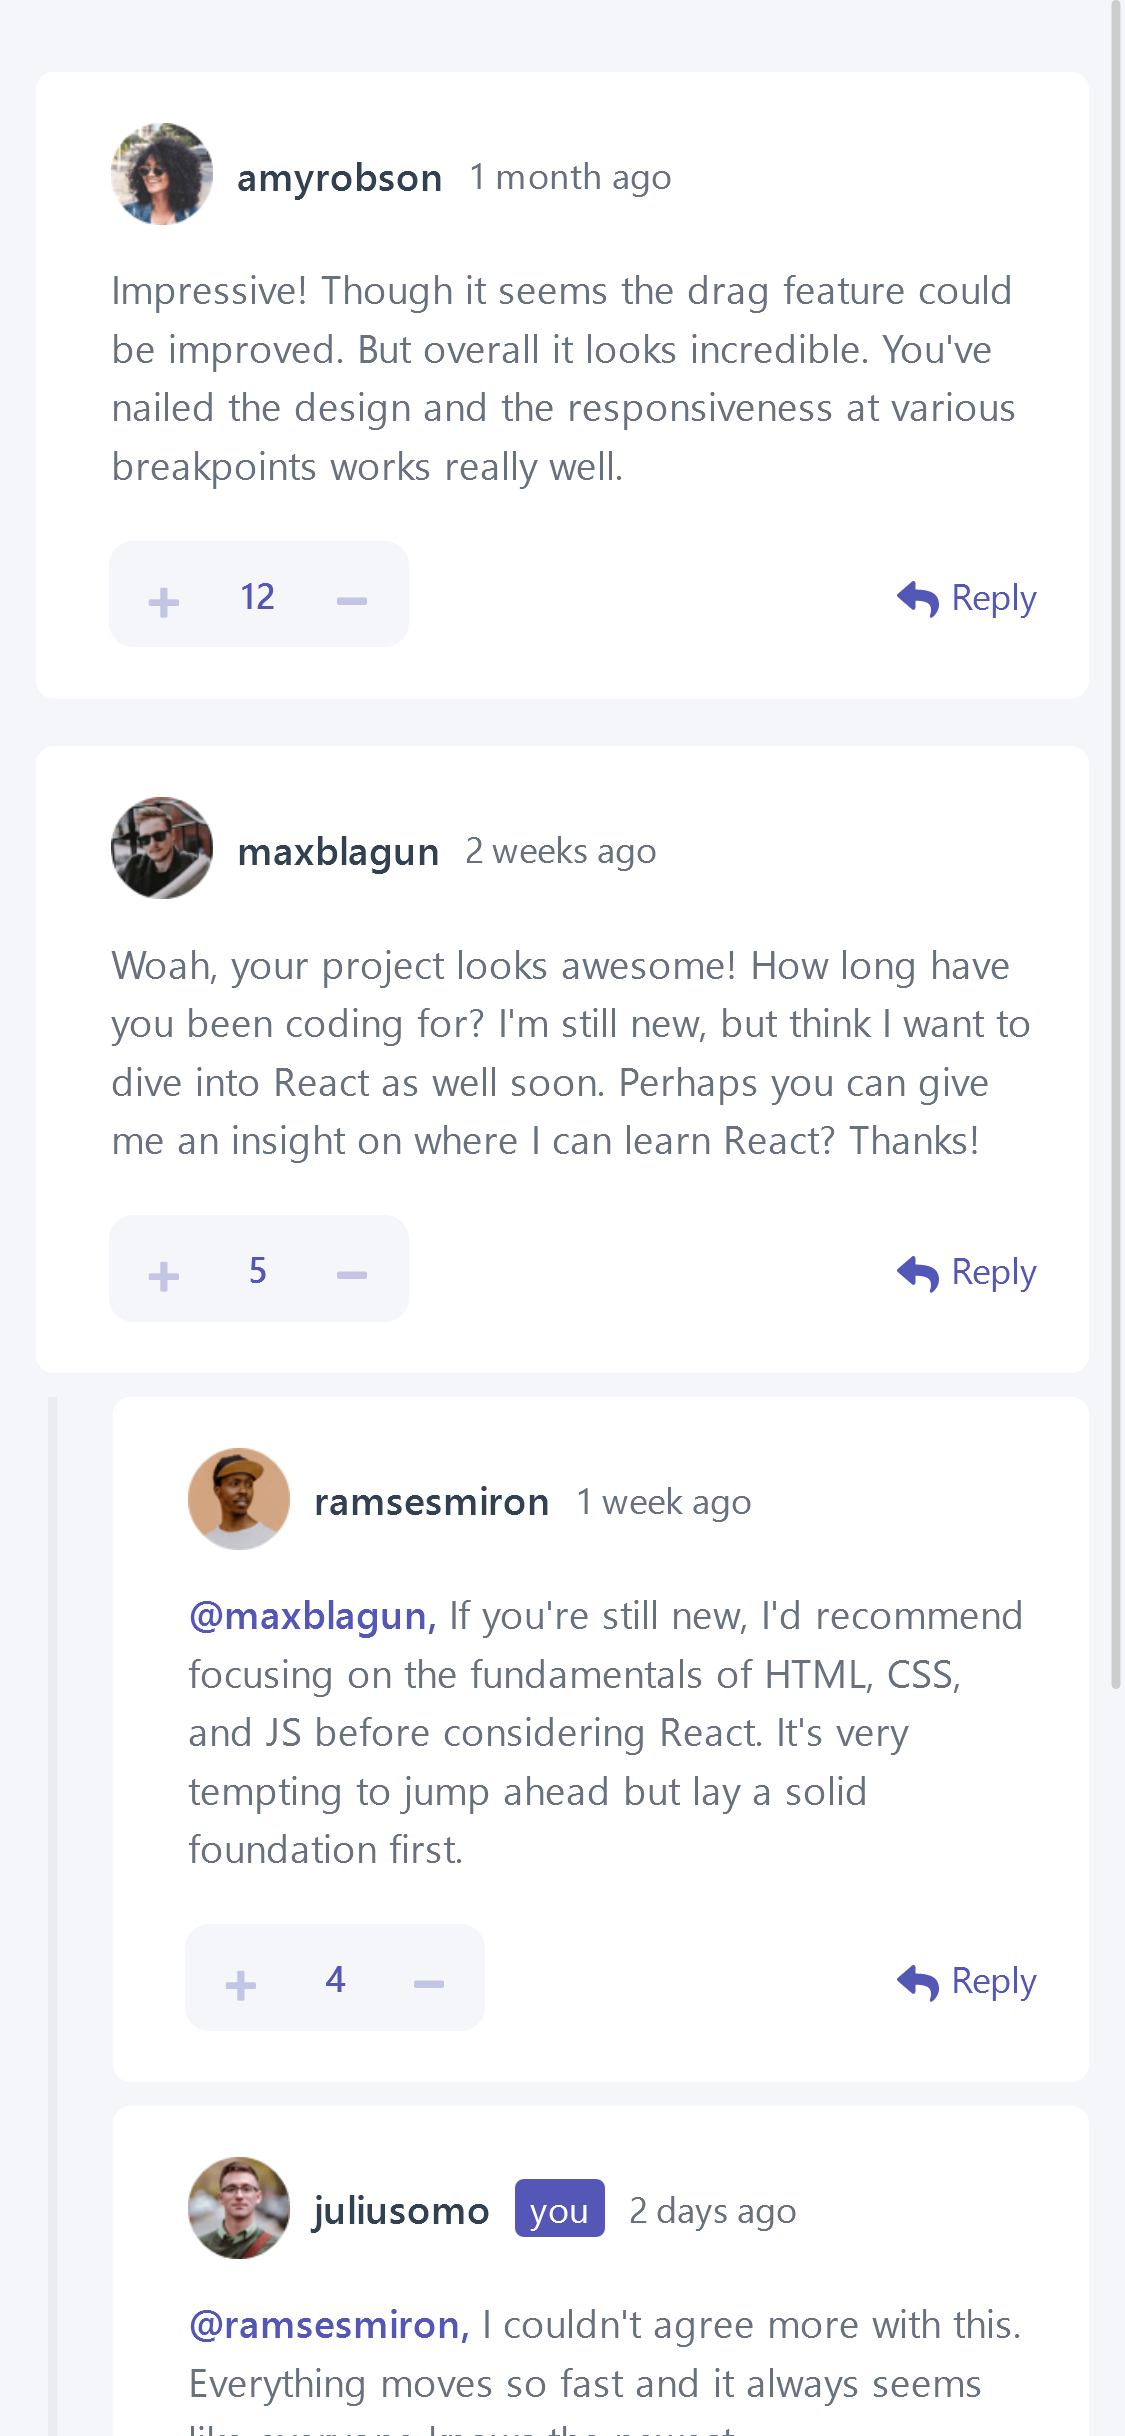 amyrobson 1 month ago
Impressive! Though it seems the drag feature could
be improved. But overall it looks incredible. You've
nailed the design and the responsiveness at various
breakpoints works really well.
12 Reply
maxblagun 2 weeks ago
Woah, your project looks awesome! How long have
you been coding for? I'm still new, but think I want to
dive into React as well soon. Perhaps you can give
me an insight on where I can learn React? Thanks!
5 Reply
ramsesmiron 1 week ago
@maxblagun, If you're still new, I'd recommend
focusing on the fundamentals of HTML, CSS,
and JS before considering React. It's very
tempting to jump ahead but lay a solid
foundation first.
4 Reply
juliusomo you 2 days ago
@ramsesmiron, I couldn't agree more with this.
Everything moves so fast and it always seems